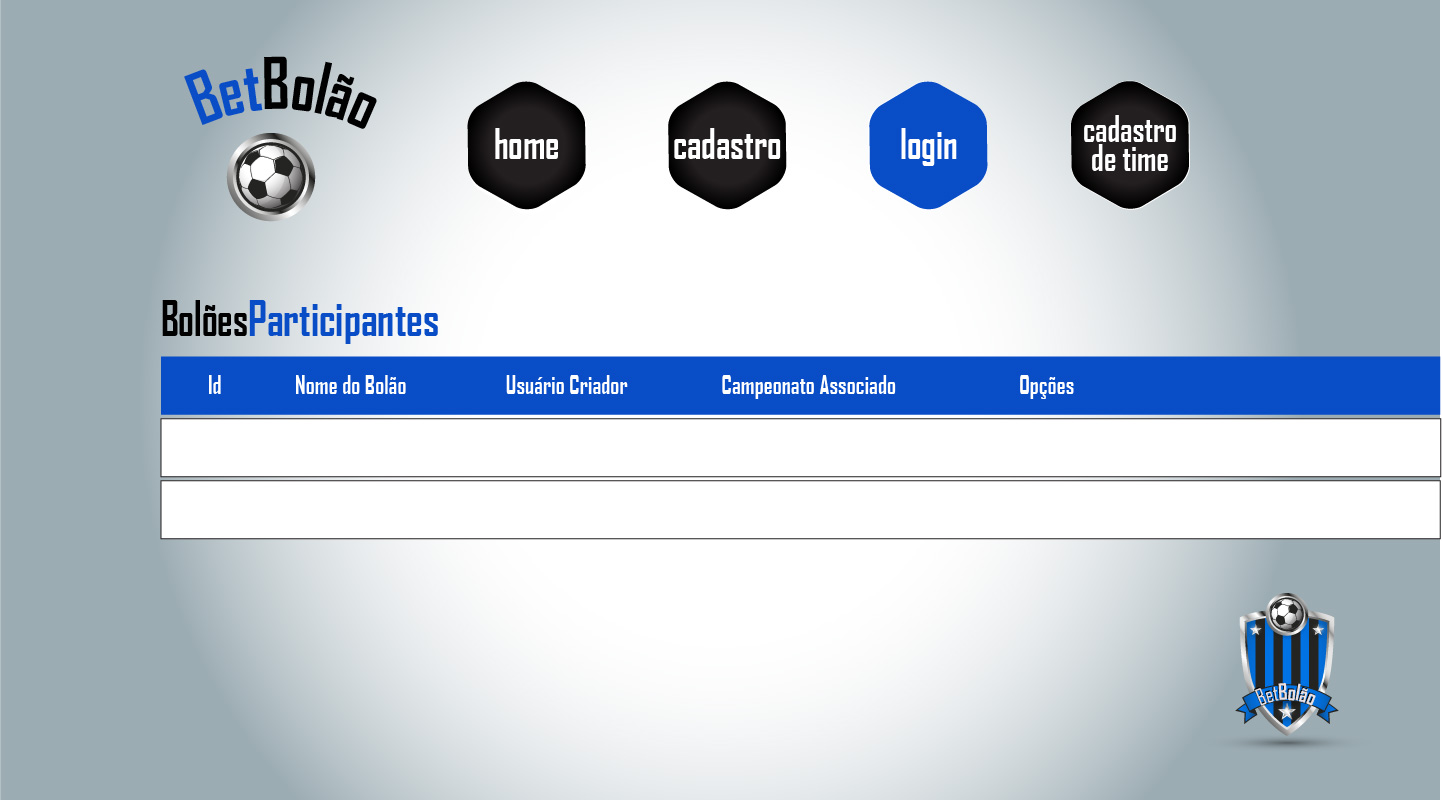 BetBolão
home
cadastro
login
cadastro
de time
BolõesParticipantes
Id Nome do Bolão Usuário Criador Campeonato Associado Opções
BetBolão